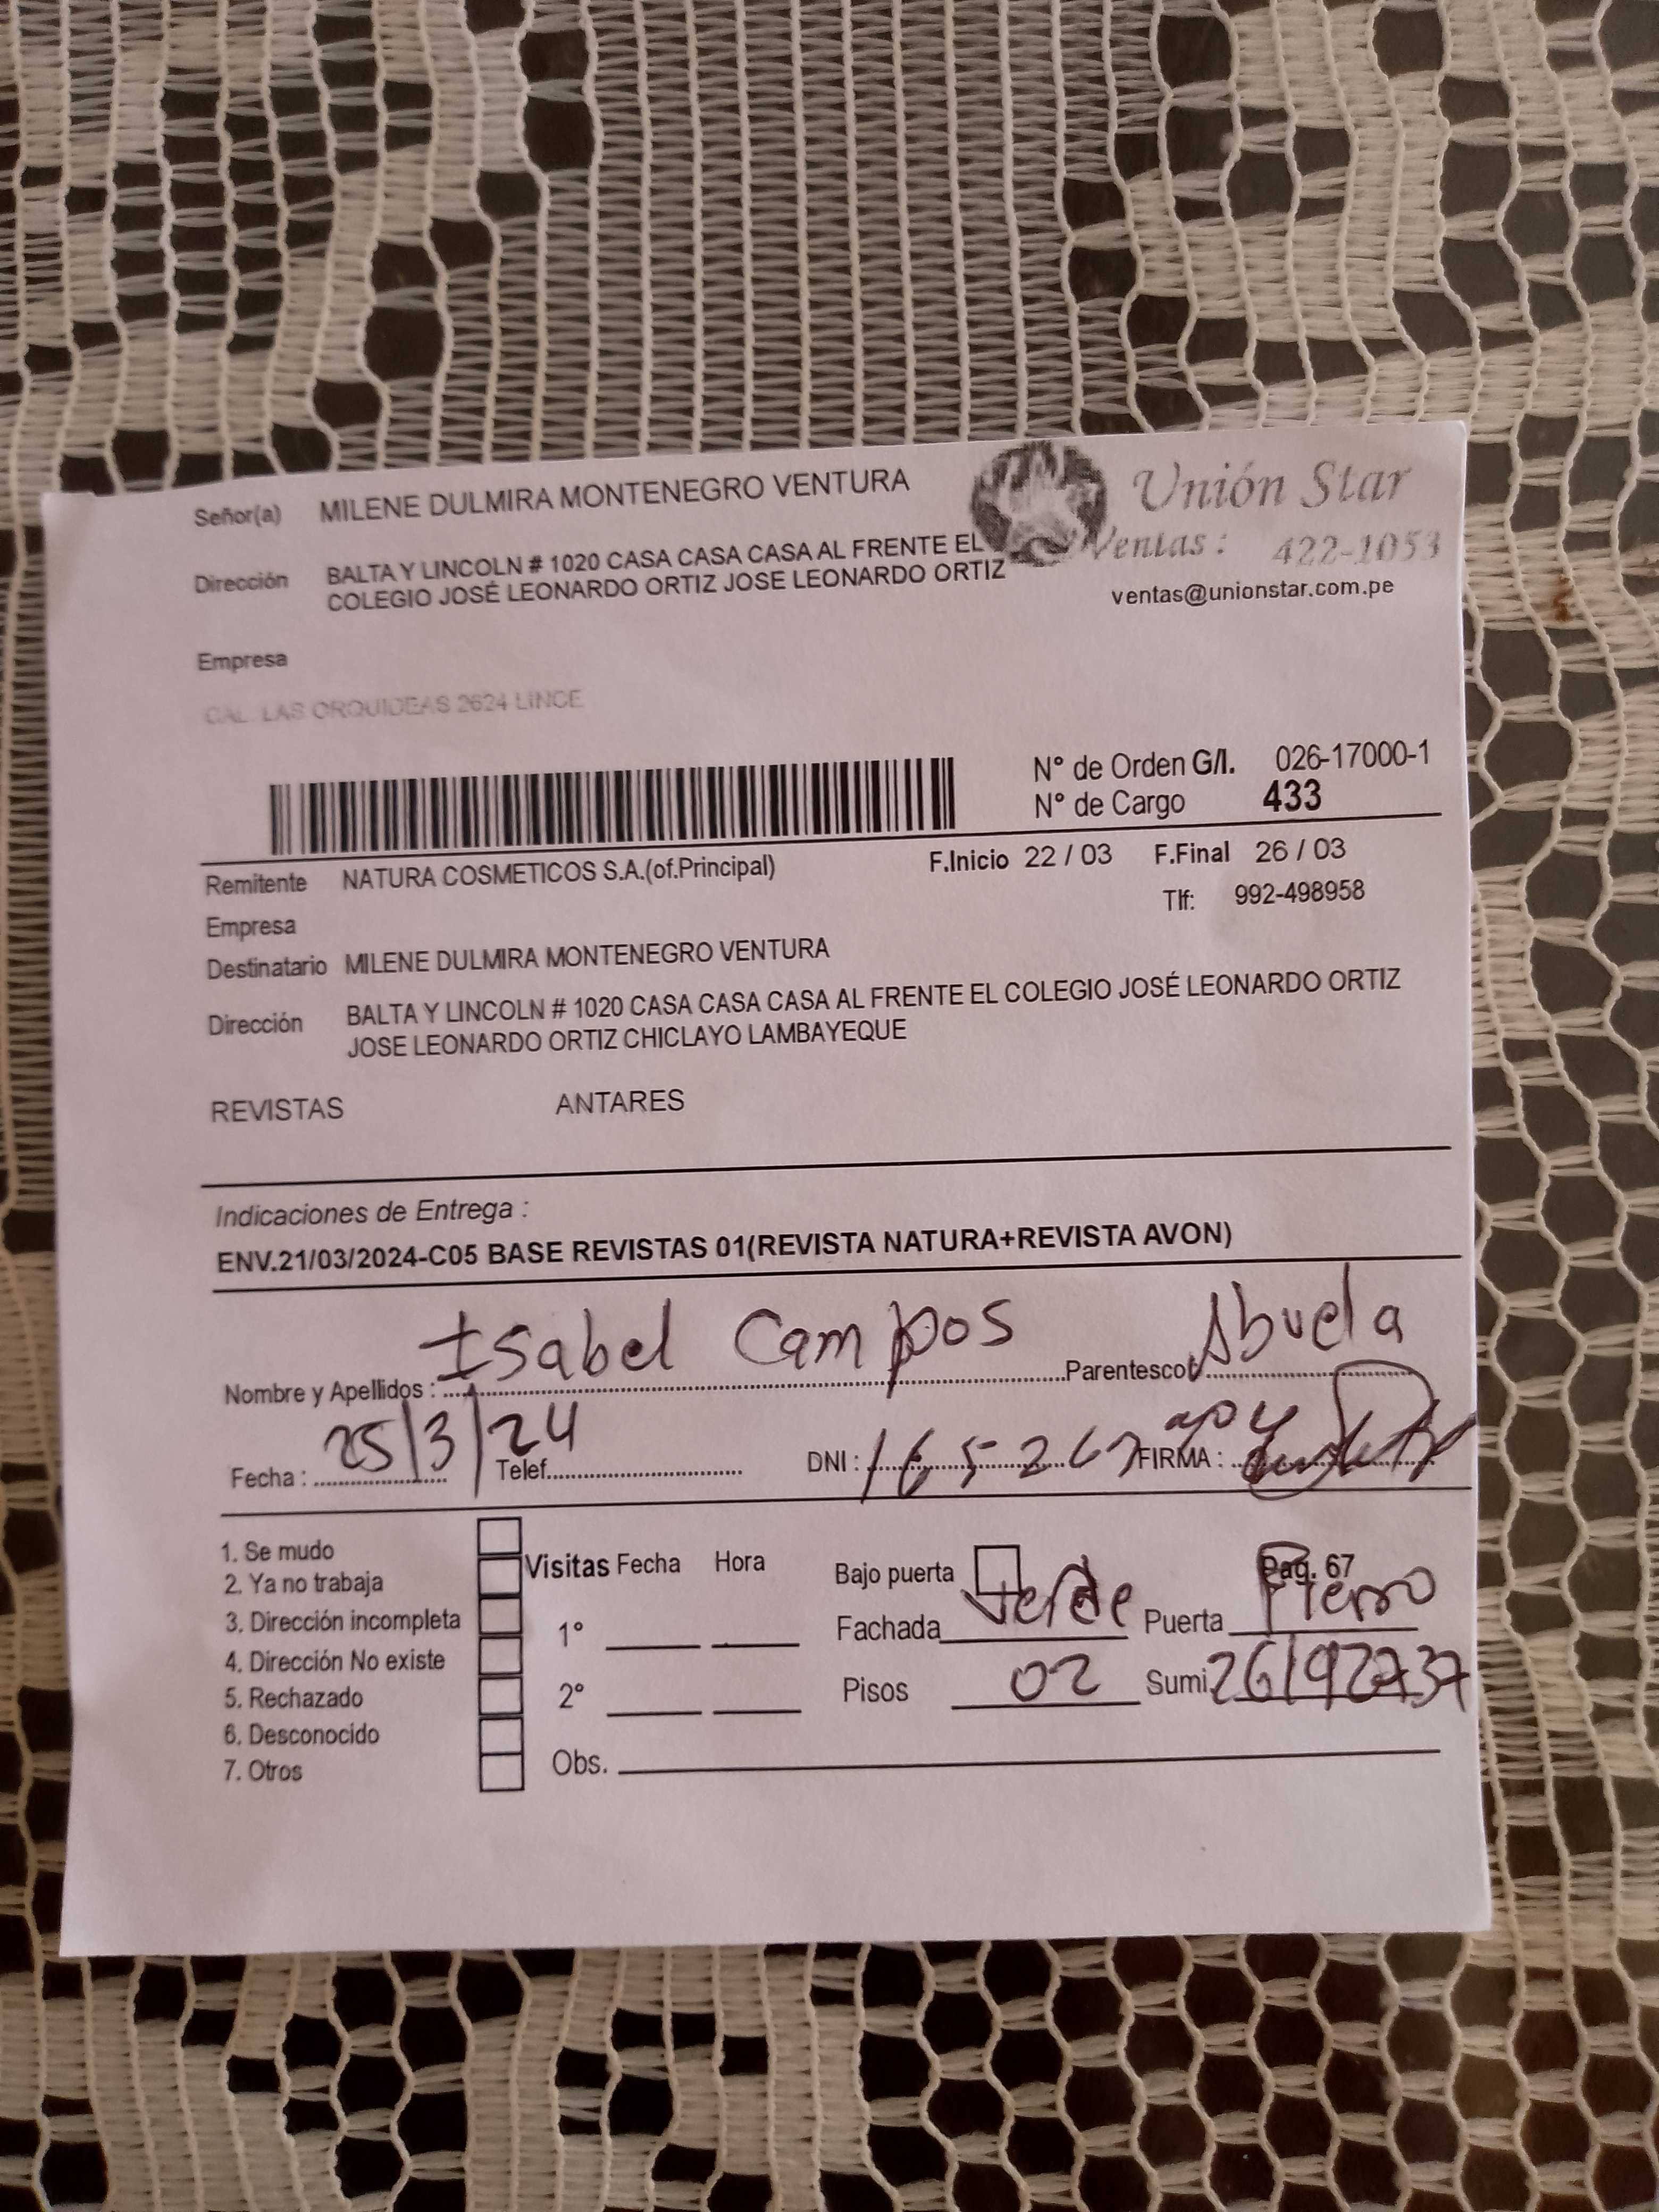 Señor(a) MILENE DULMIRA MONTENEGRO VENTURA
Unión Star
Ventas: 422-1053
ventas@unionstar.com.pe
Dirección BALTA Y LINCOLN # 1020 CASA CASA CASA AL FRENTE EL
COLEGIO JOSÉ LEONARDO ORTIZ JOSE LEONARDO ORTIZ
Empresa
CAL. LAS ORQUIDEAS 2624 LINCE
N° de Orden G/I. 026-17000-1
N° de Cargo 433
Remitente NATURA COSMETICOS S.A.(of.Principal) F.Inicio 22 / 03 F.Final 26 / 03
Tlf: 992-498958
Empresa
Destinatario MILENE DULMIRA MONTENEGRO VENTURA
Dirección BALTA Y LINCOLN # 1020 CASA CASA CASA AL FRENTE EL COLEGIO JOSÉ LEONARDO ORTIZ
JOSE LEONARDO ORTIZ CHICLAYO LAMBAYEQUE
REVISTAS ANTARES
Indicaciones de Entrega :
ENV.21/03/2024-C05 BASE REVISTAS 01(REVISTA NATURA+REVISTA AVON)
Nombre y Apellidos : Isabel Campos Parentesco Abuela
Fecha : 25/3/24 Telef. DNI : 165267 FIRMA :
1. Se mudo
2. Ya no trabaja
3. Dirección incompleta
4. Dirección No existe
5. Rechazado
6. Desconocido
7. Otros
Visitas Fecha Hora
1°
2°
Obs.
Bajo puerta Pag. 67
Fachada Verde Puerta Fierro
Pisos 02 Sumi. 26192737